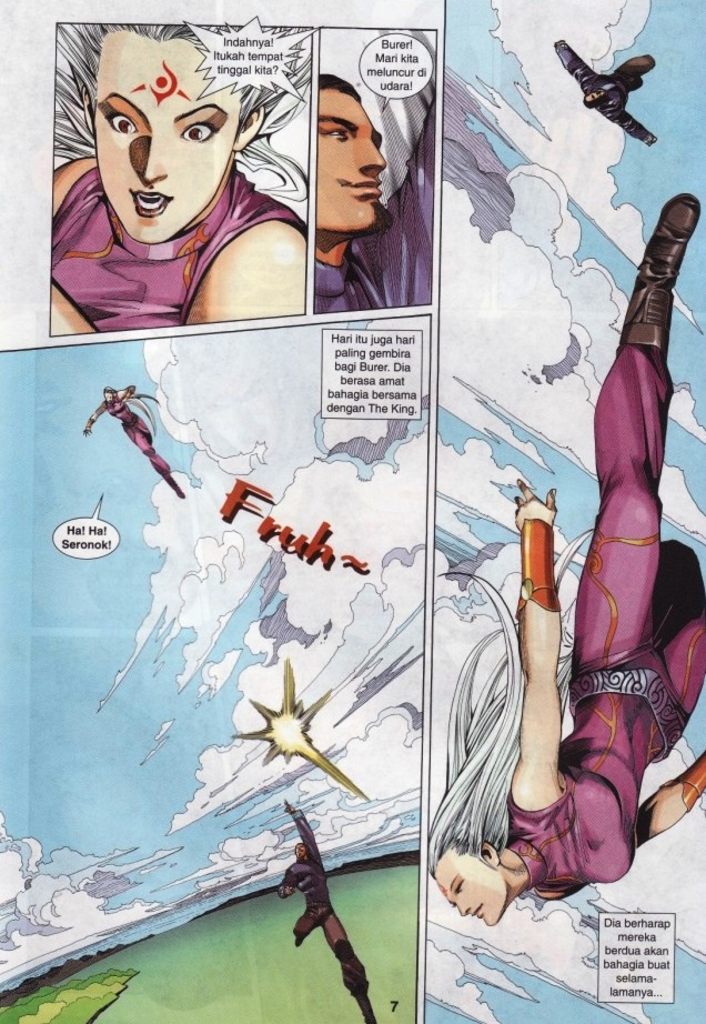 Indahnya!
Itukah tempat
tinggal kita?
Burer!
Mari kita
meluncur di
udara!
Hari itu juga hari
paling gembira
bagi Burer. Dia
berasa amat
bahagia bersama
dengan The King.
Ha! Ha!
Seronok!
Fruh~
Dia berharap
mereka
berdua akan
bahagia buat
selama-
lamanya...
7